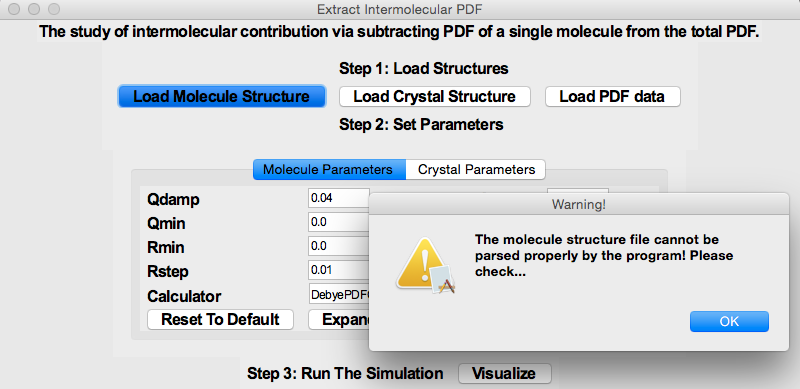 Extract Intermolecular PDF
The study of intermolecular contribution via subtracting PDF of a single molecule from the total PDF.
Step 1: Load Structures
Load Molecule Structure Load Crystal Structure Load PDF data
Step 2: Set Parameters
Molecule Parameters Crystal Parameters
Qdamp 0.04
Qmin 0.0
Rmin 0.0
Rstep 0.01
Calculator DebyePDF
Reset To Default Expan
Warning!
The molecule structure file cannot be
parsed properly by the program! Please
check...
OK
Step 3: Run The Simulation Visualize